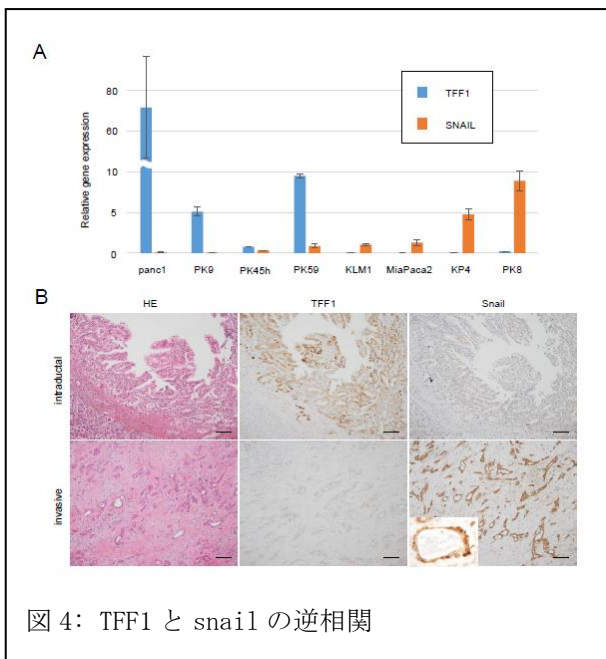 A
Relative gene expression
80
60
10
5
0
TFF1
SNAIL
panc1 PK9 PK45h PK59 KLM1 MiaPaca2 KP4 PK8
B
HE TFF1 Snail
intraductal
invasive
図 4: TFF1 と snail の逆相関